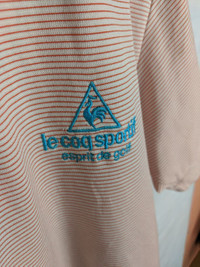 le coq sportif
esprit de golf